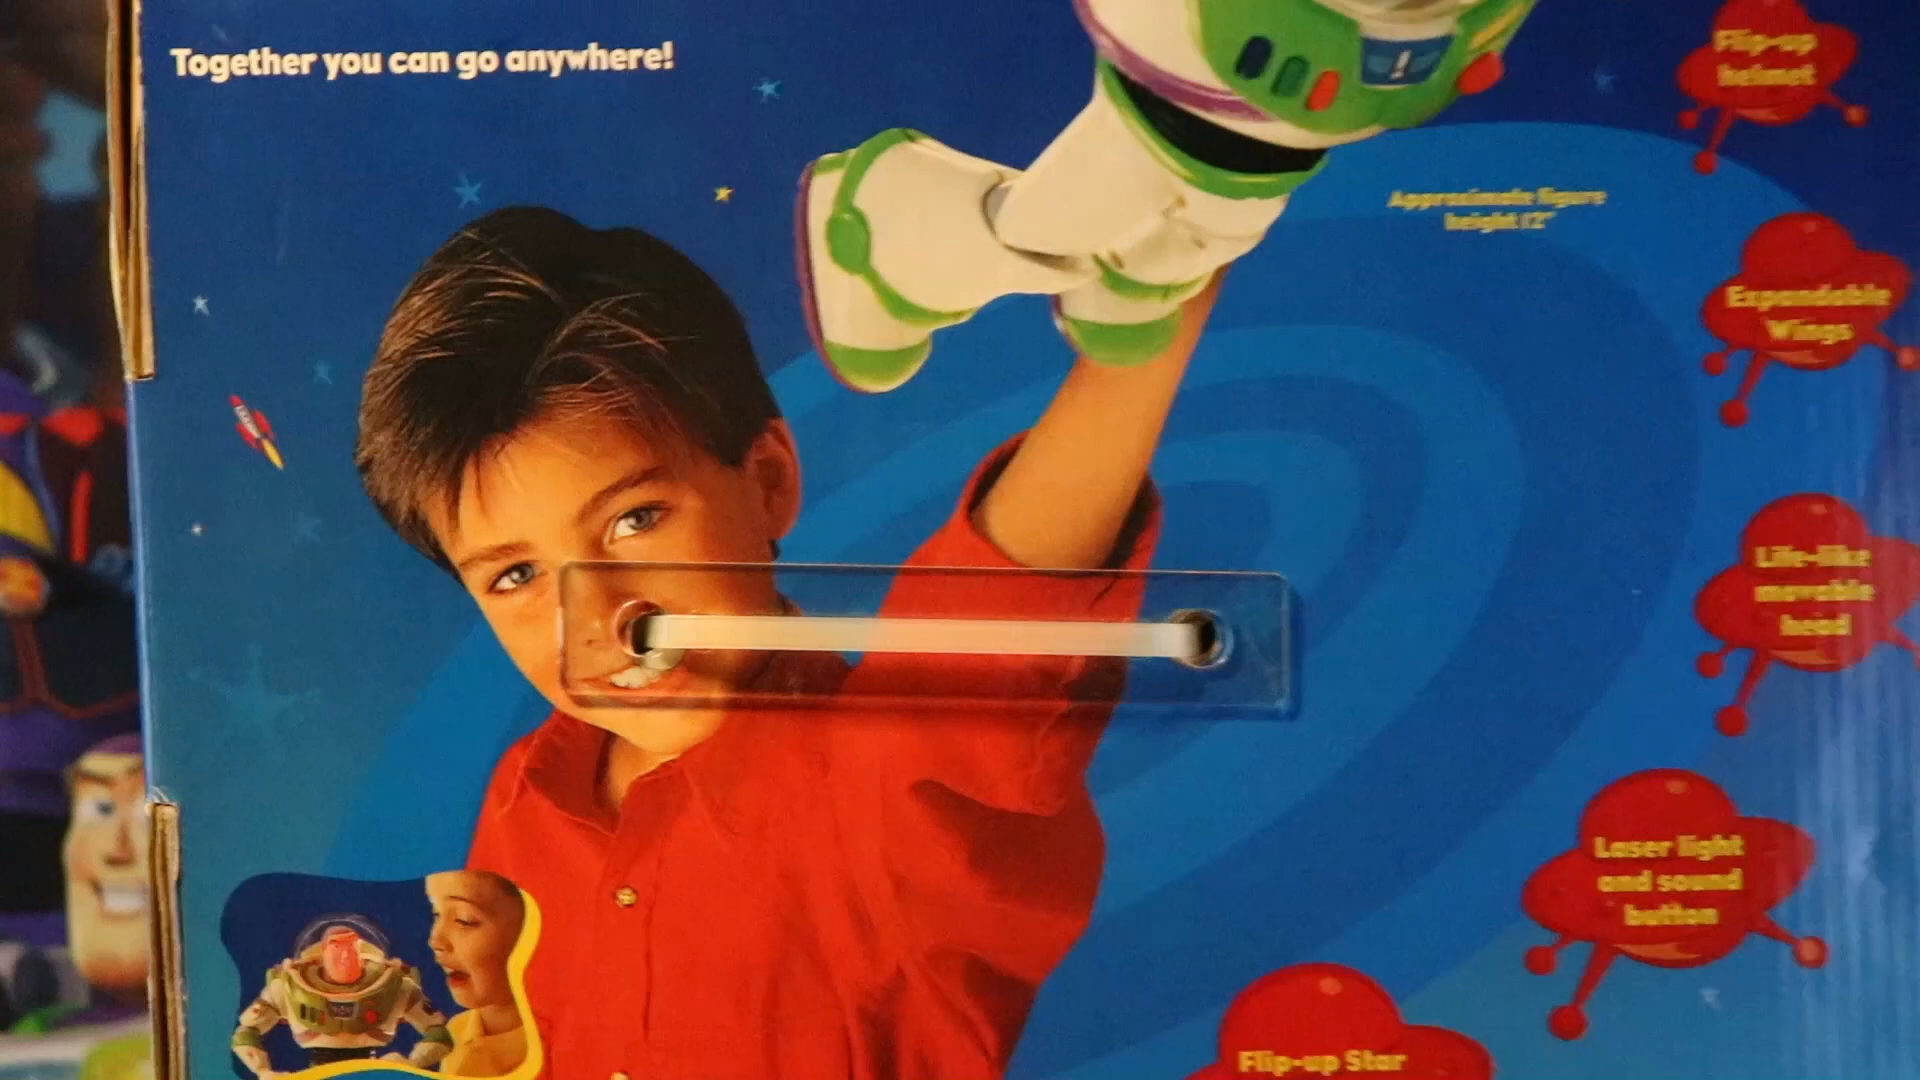 Together you can go anywhere!
Flip-up
helmet
Approximate figure
height 12"
Expandable
Wings
Life-like
movable
head
Laser light
and sound
button
Flip-up Star